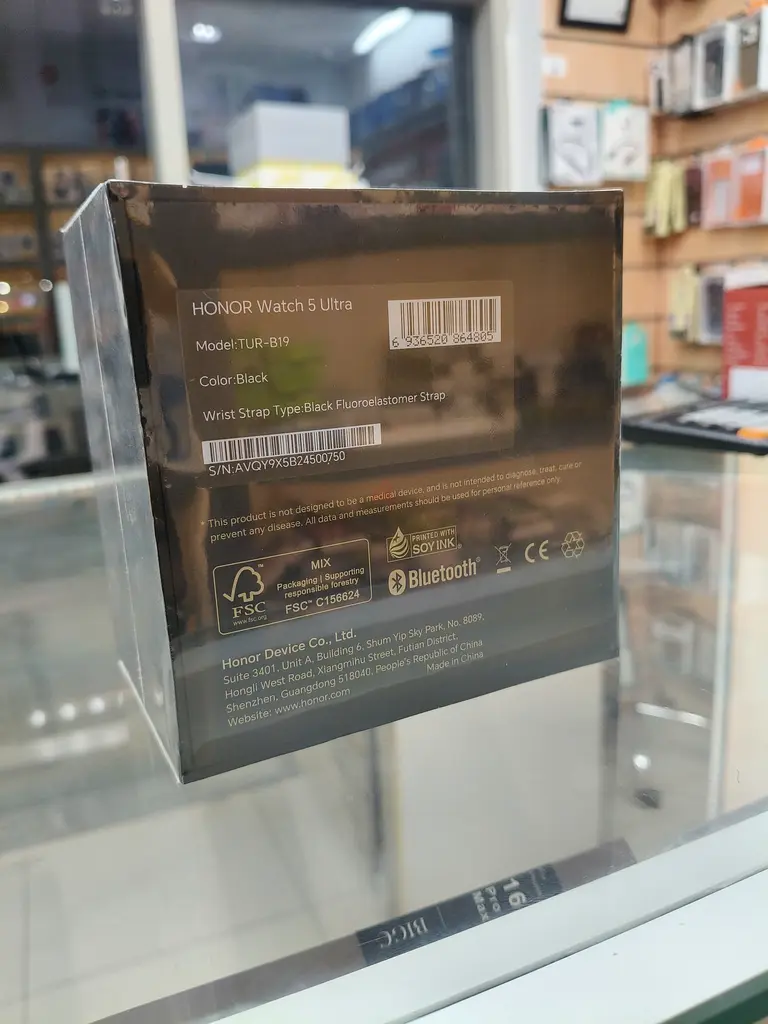 HONOR Watch 5 Ultra
6 936520 864805
Model:TUR-B19
Color:Black
Wrist Strap Type:Black Fluoroelastomer Strap
S/N:AVQY9X5B24500750
This product is not designed to be a medical device, and is not intended to diagnose, treat, cure or
prevent any disease. All data and measurements should be used for personal reference only.
FSC
www.fsc.org
MIX
Packaging | Supporting
responsible forestry
FSC™ C156624
PRINTED WITH
SOY INK®
Bluetooth®
CE
Honor Device Co., Ltd.
Suite 3401, Unit A, Building 6, Shum Yip Sky Park, No. 8089,
Hongli West Road, Xiangmihu Street, Futian District,
Shenzhen, Guangdong 518040, People's Republic of China
Website: www.honor.com
Made in China
16
Pro
Max